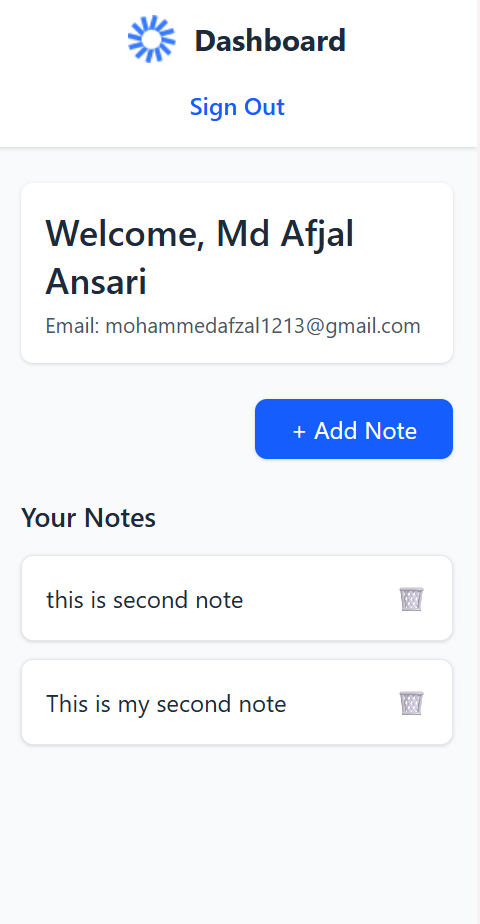 Dashboard
Sign Out
Welcome, Md Afjal
Ansari
Email: mohammedafzal1213@gmail.com
+ Add Note
Your Notes
this is second note
This is my second note